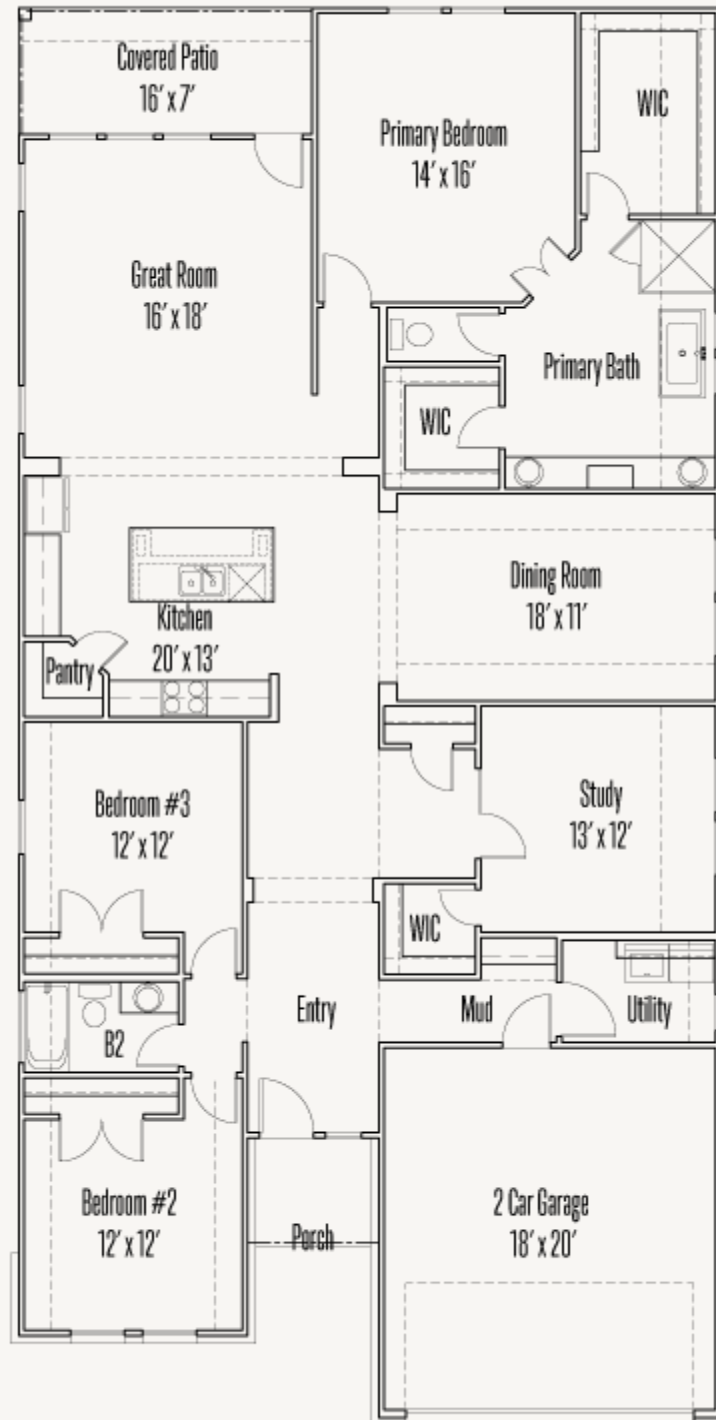 Covered Patio
16' x 7'
WIC
Primary Bedroom
14' x 16'
Great Room
16' x 18'
Primary Bath
WIC
Dining Room
18' x 11'
Kitchen
20' x 13'
Pantry
Bedroom #3
12' x 12'
Study
13' x 12'
WIC
Entry
Mud
Utility
B2
Bedroom #2
12' x 12'
2 Car Garage
18' x 20'
Porch